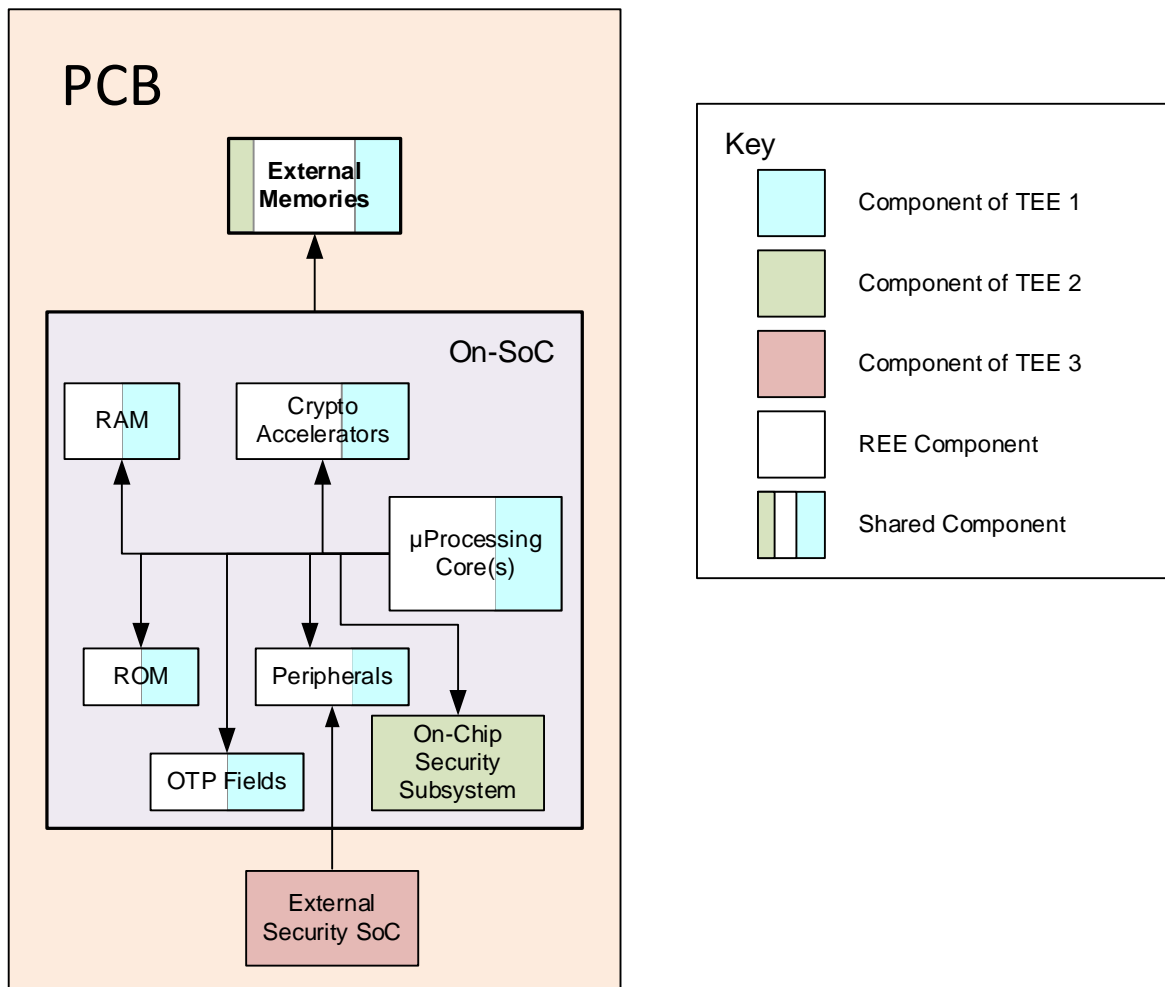 PCB
External
Memories
On-SoC
RAM
Crypto
Accelerators
µProcessing
Core(s)
ROM
Peripherals
On-Chip
Security
Subsystem
OTP Fields
External
Security SoC
Key
Component of TEE 1
Component of TEE 2
Component of TEE 3
REE Component
Shared Component